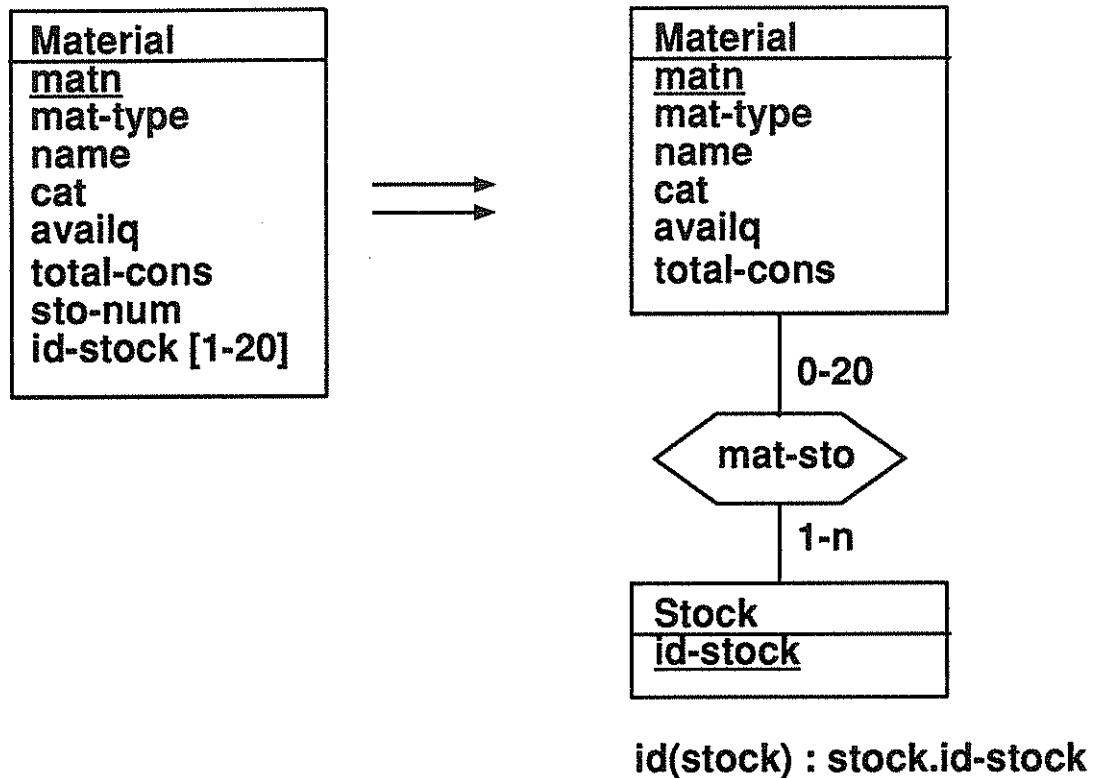 Material
matn
mat-type
name
cat
availq
total-cons
sto-num
id-stock [1-20]
Material
matn
mat-type
name
cat
availq
total-cons
0-20
mat-sto
1-n
Stock
id-stock
id(stock) : stock.id-stock